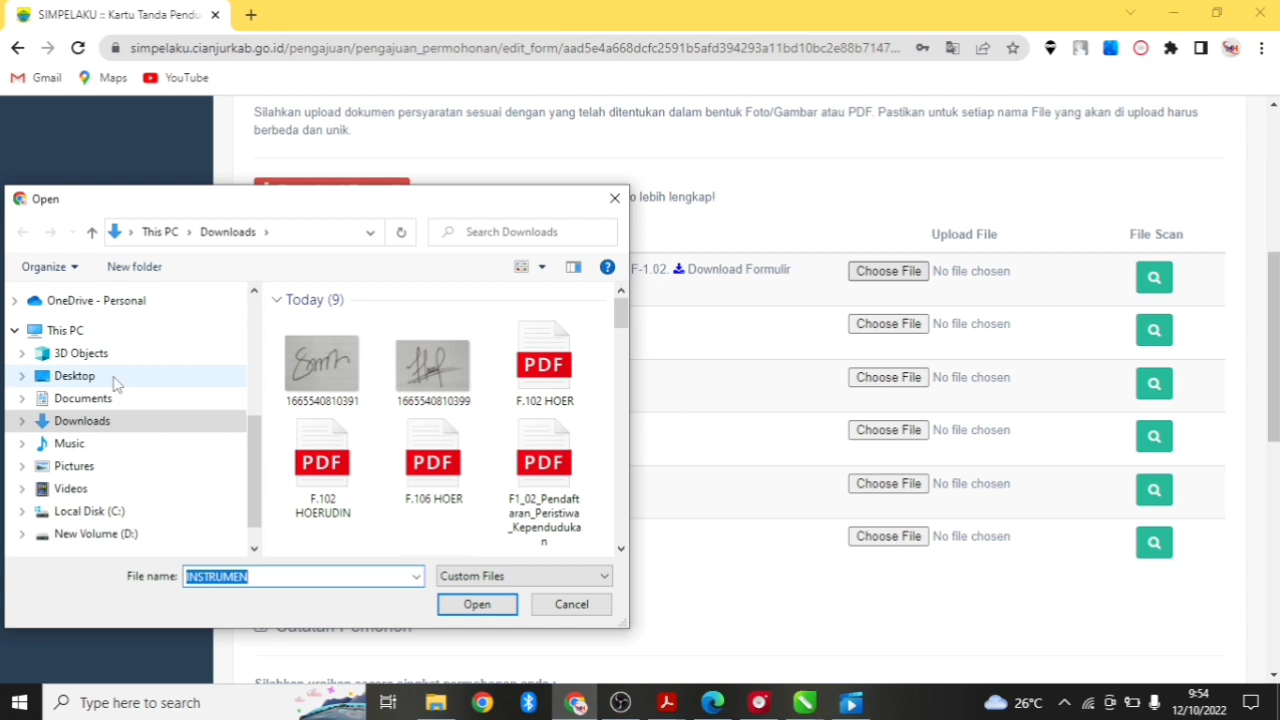 SIMPELAKU :: Kartu Tanda Pendu
simpelaku.cianjurkab.go.id/pengajuan/pengajuan_permohonan/edit_form/aad5e4a668dcfc2591b5afd394293a11bd10bc2e88b7147...
Gmail Maps YouTube
Silahkan upload dokumen persyaratan sesuai dengan yang telah ditentukan dalam bentuk Foto/Gambar atau PDF. Pastikan untuk setiap nama File yang akan di upload harus
berbeda dan unik.
o lebih lengkap!
Upload File File Scan
F-1.02. Download Formulir Choose File No file chosen
Choose File No file chosen
Choose File No file chosen
Choose File No file chosen
Choose File No file chosen
Choose File No file chosen
Open
This PC > Downloads >
Search Downloads
Organize New folder
OneDrive - Personal
This PC
3D Objects
Desktop
Documents
Downloads
Music
Pictures
Videos
Local Disk (C:)
New Volume (D:)
Today (9)
1665540810391
1665540810399
PDF
F.102 HOER
PDF
F.102
HOERUDIN
PDF
F.106 HOER
PDF
F1_02_Pendaft
aran_Peristiwa
_Kependuduka
n
File name: INSTRUMEN Custom Files
Open Cancel
Silahkan uraikan secara singkat permohonan anda :
Type here to search
26°C
9:54
12/10/2022